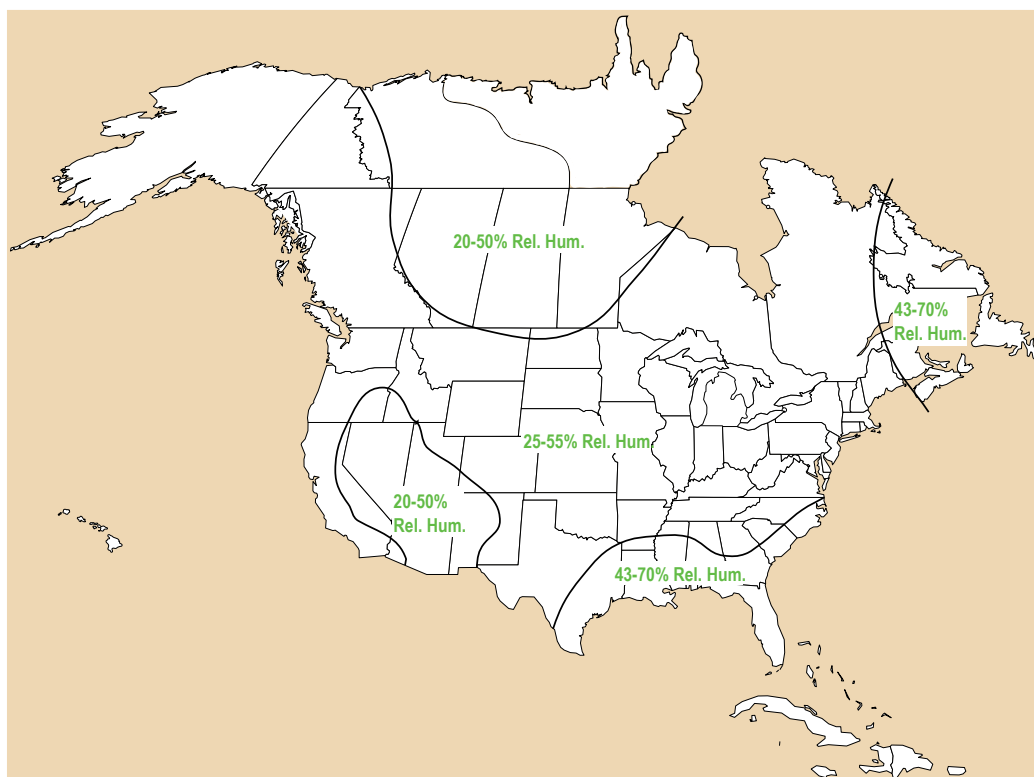 20-50% Rel. Hum.
43-70%
Rel. Hum.
25-55% Rel. Hum
20-50%
Rel. Hum.
43-70% Rel. Hum.